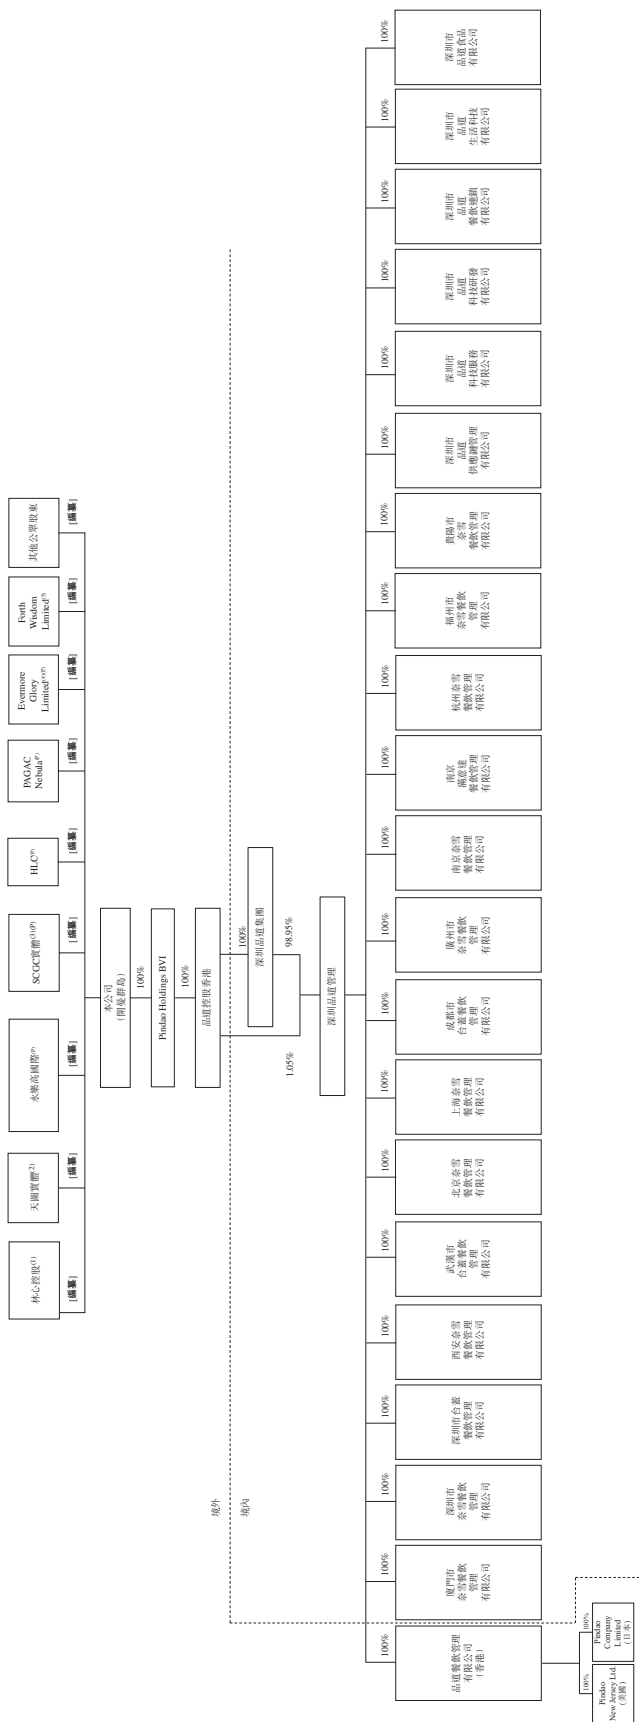 林心控股(1)
[編纂]
天圖實體(2)
[編纂]
永樂高國際(P)
[編纂]
SCGC實體(3)(P)
[編纂]
HLC(P)
[編纂]
PAGAC
Nebula(P)
[編纂]
Evermore
Glory
Limited(4)(P)
[編纂]
Forth
Wisdom
Limited(5)
[編纂]
其他公眾股東
[編纂]
本公司
(開曼群島)
100%
Pindao Holdings BVI
100%
品道控股香港
境外
境內
100%
深圳品道集團
1.05%
98.95%
深圳品道管理
100%
品道餐飲管理
有限公司
(香港)
100%
廈門市
奈雪餐飲
管理
有限公司
100%
深圳市
奈雪餐飲
管理
有限公司
100%
深圳市台蓋
餐飲管理
有限公司
100%
西安奈雪
餐飲管理
有限公司
100%
武漢市
台蓋餐飲
管理
有限公司
100%
北京奈雪
餐飲管理
有限公司
100%
上海奈雪
餐飲管理
有限公司
100%
成都市
台蓋餐飲
管理
有限公司
100%
廣州市
奈雪餐飲
管理
有限公司
100%
南京奈雪
餐飲管理
有限公司
100%
南京
滿意達
餐飲管理
有限公司
100%
杭州奈雪
餐飲管理
有限公司
100%
福州市
奈雪餐飲
管理
有限公司
100%
貴陽市
奈雪
餐飲管理
有限公司
100%
深圳市
品道
供應鏈管理
有限公司
100%
深圳市
品道
科技服務
有限公司
100%
深圳市
品道
科技研發
有限公司
100%
深圳市
品道
餐飲連鎖
有限公司
100%
深圳市
品道
生活科技
有限公司
100%
深圳市
品道食品
有限公司
100%
Pindao
New Jersey Ltd.
(美國)
100%
Pindao
Company
Limited
(日本)